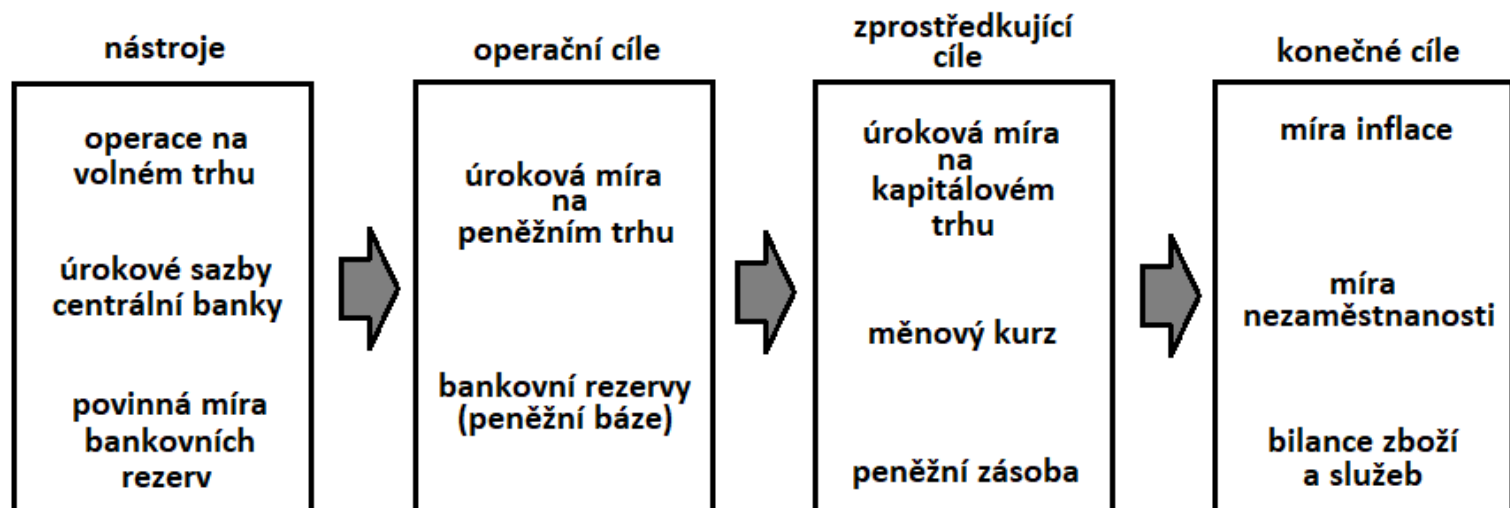 nástroje
operace na
volném trhu
úrokové sazby
centrální banky
povinná míra
bankovních
rezerv
operační cíle
úroková míra
na
peněžním trhu
bankovní rezervy
(peněžní báze)
zprostředkující
cíle
úroková míra
na
kapitálovém
trhu
měnový kurz
peněžní zásoba
konečné cíle
míra inflace
míra
nezaměstnanosti
bilance zboží
a služeb